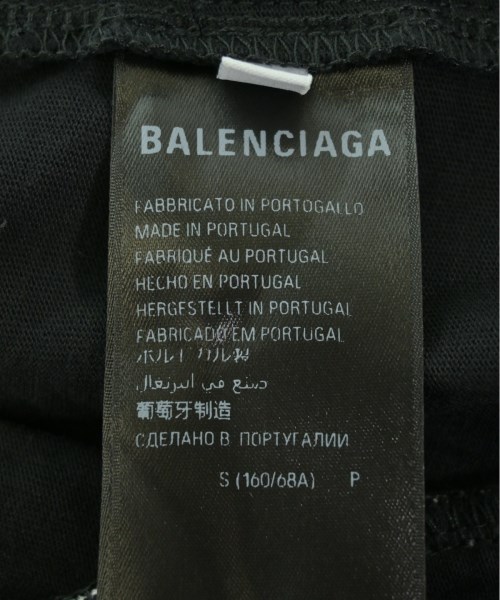 BALENCIAGA
FABBRICATO IN PORTOGALLO
MADE IN PORTUGAL
FABRIQUÉ AU PORTUGAL
HECHO EN PORTUGAL
HERGESTELLT IN PORTUGAL
FABRICADO EM PORTUGAL
صنع في البرتغال
葡萄牙制造
СДЕЛАНО В ПОРТУГАЛИИ
S (160/68A) P